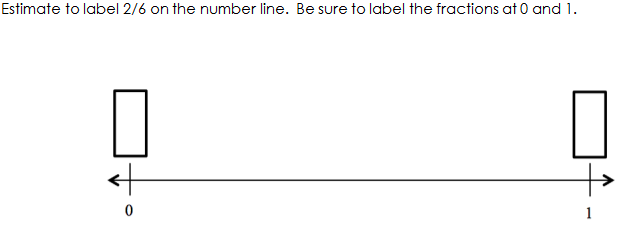 Estimate to label 2/6 on the number line. Be sure to label the fractions at 0 and 1.
0 1